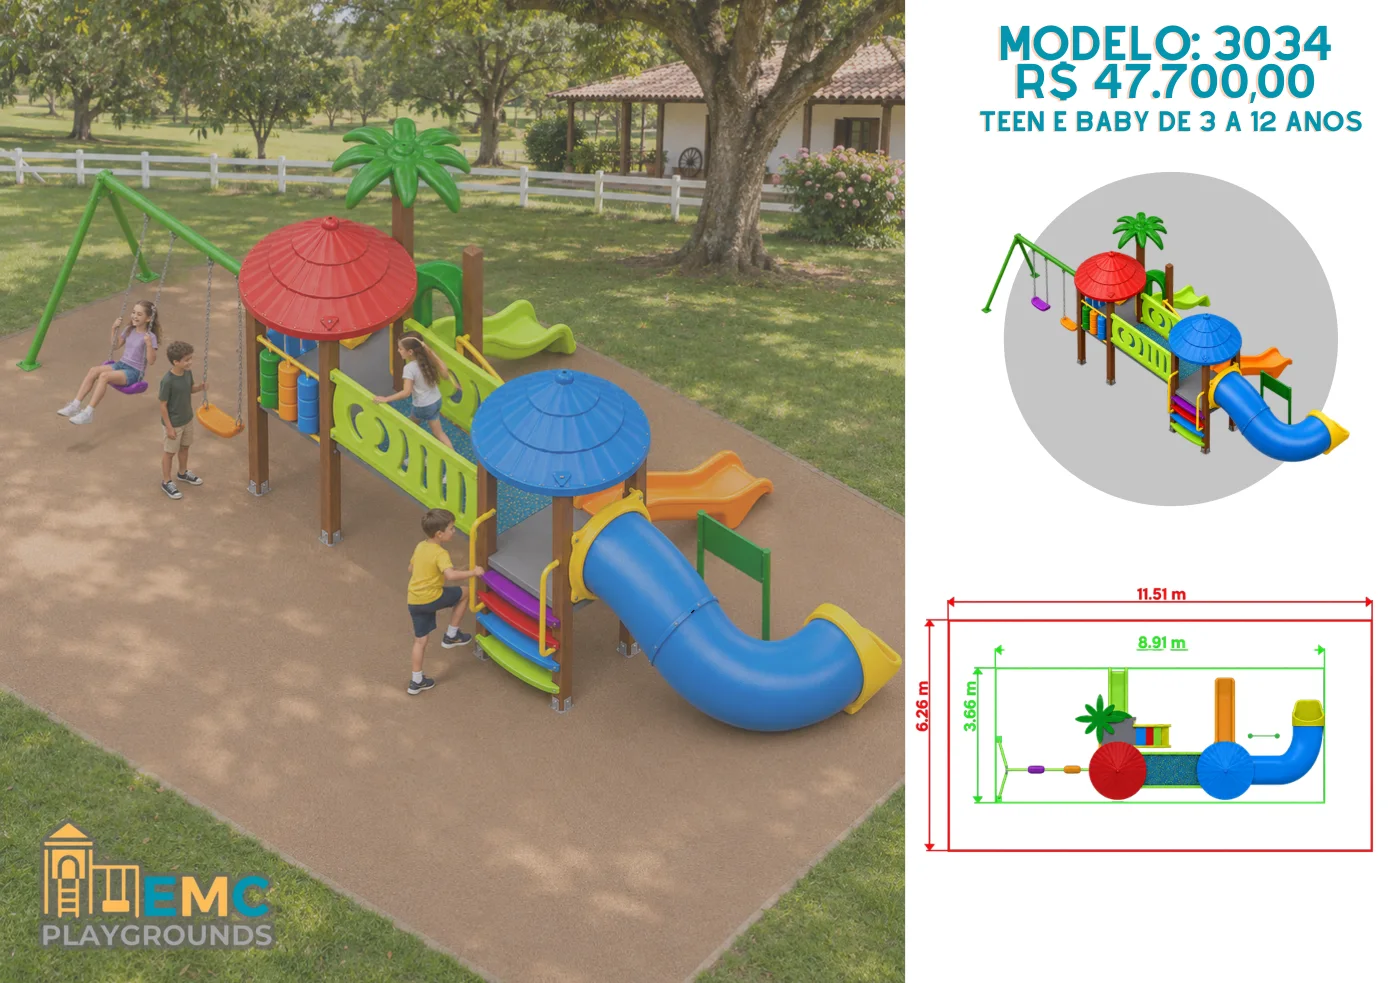 MODELO: 3034
R$ 47.700,00
TEEN E BABY DE 3 A 12 ANOS
11.51 m
8.91 m
6.26 m
3.66 m
EMC
PLAYGROUNDS